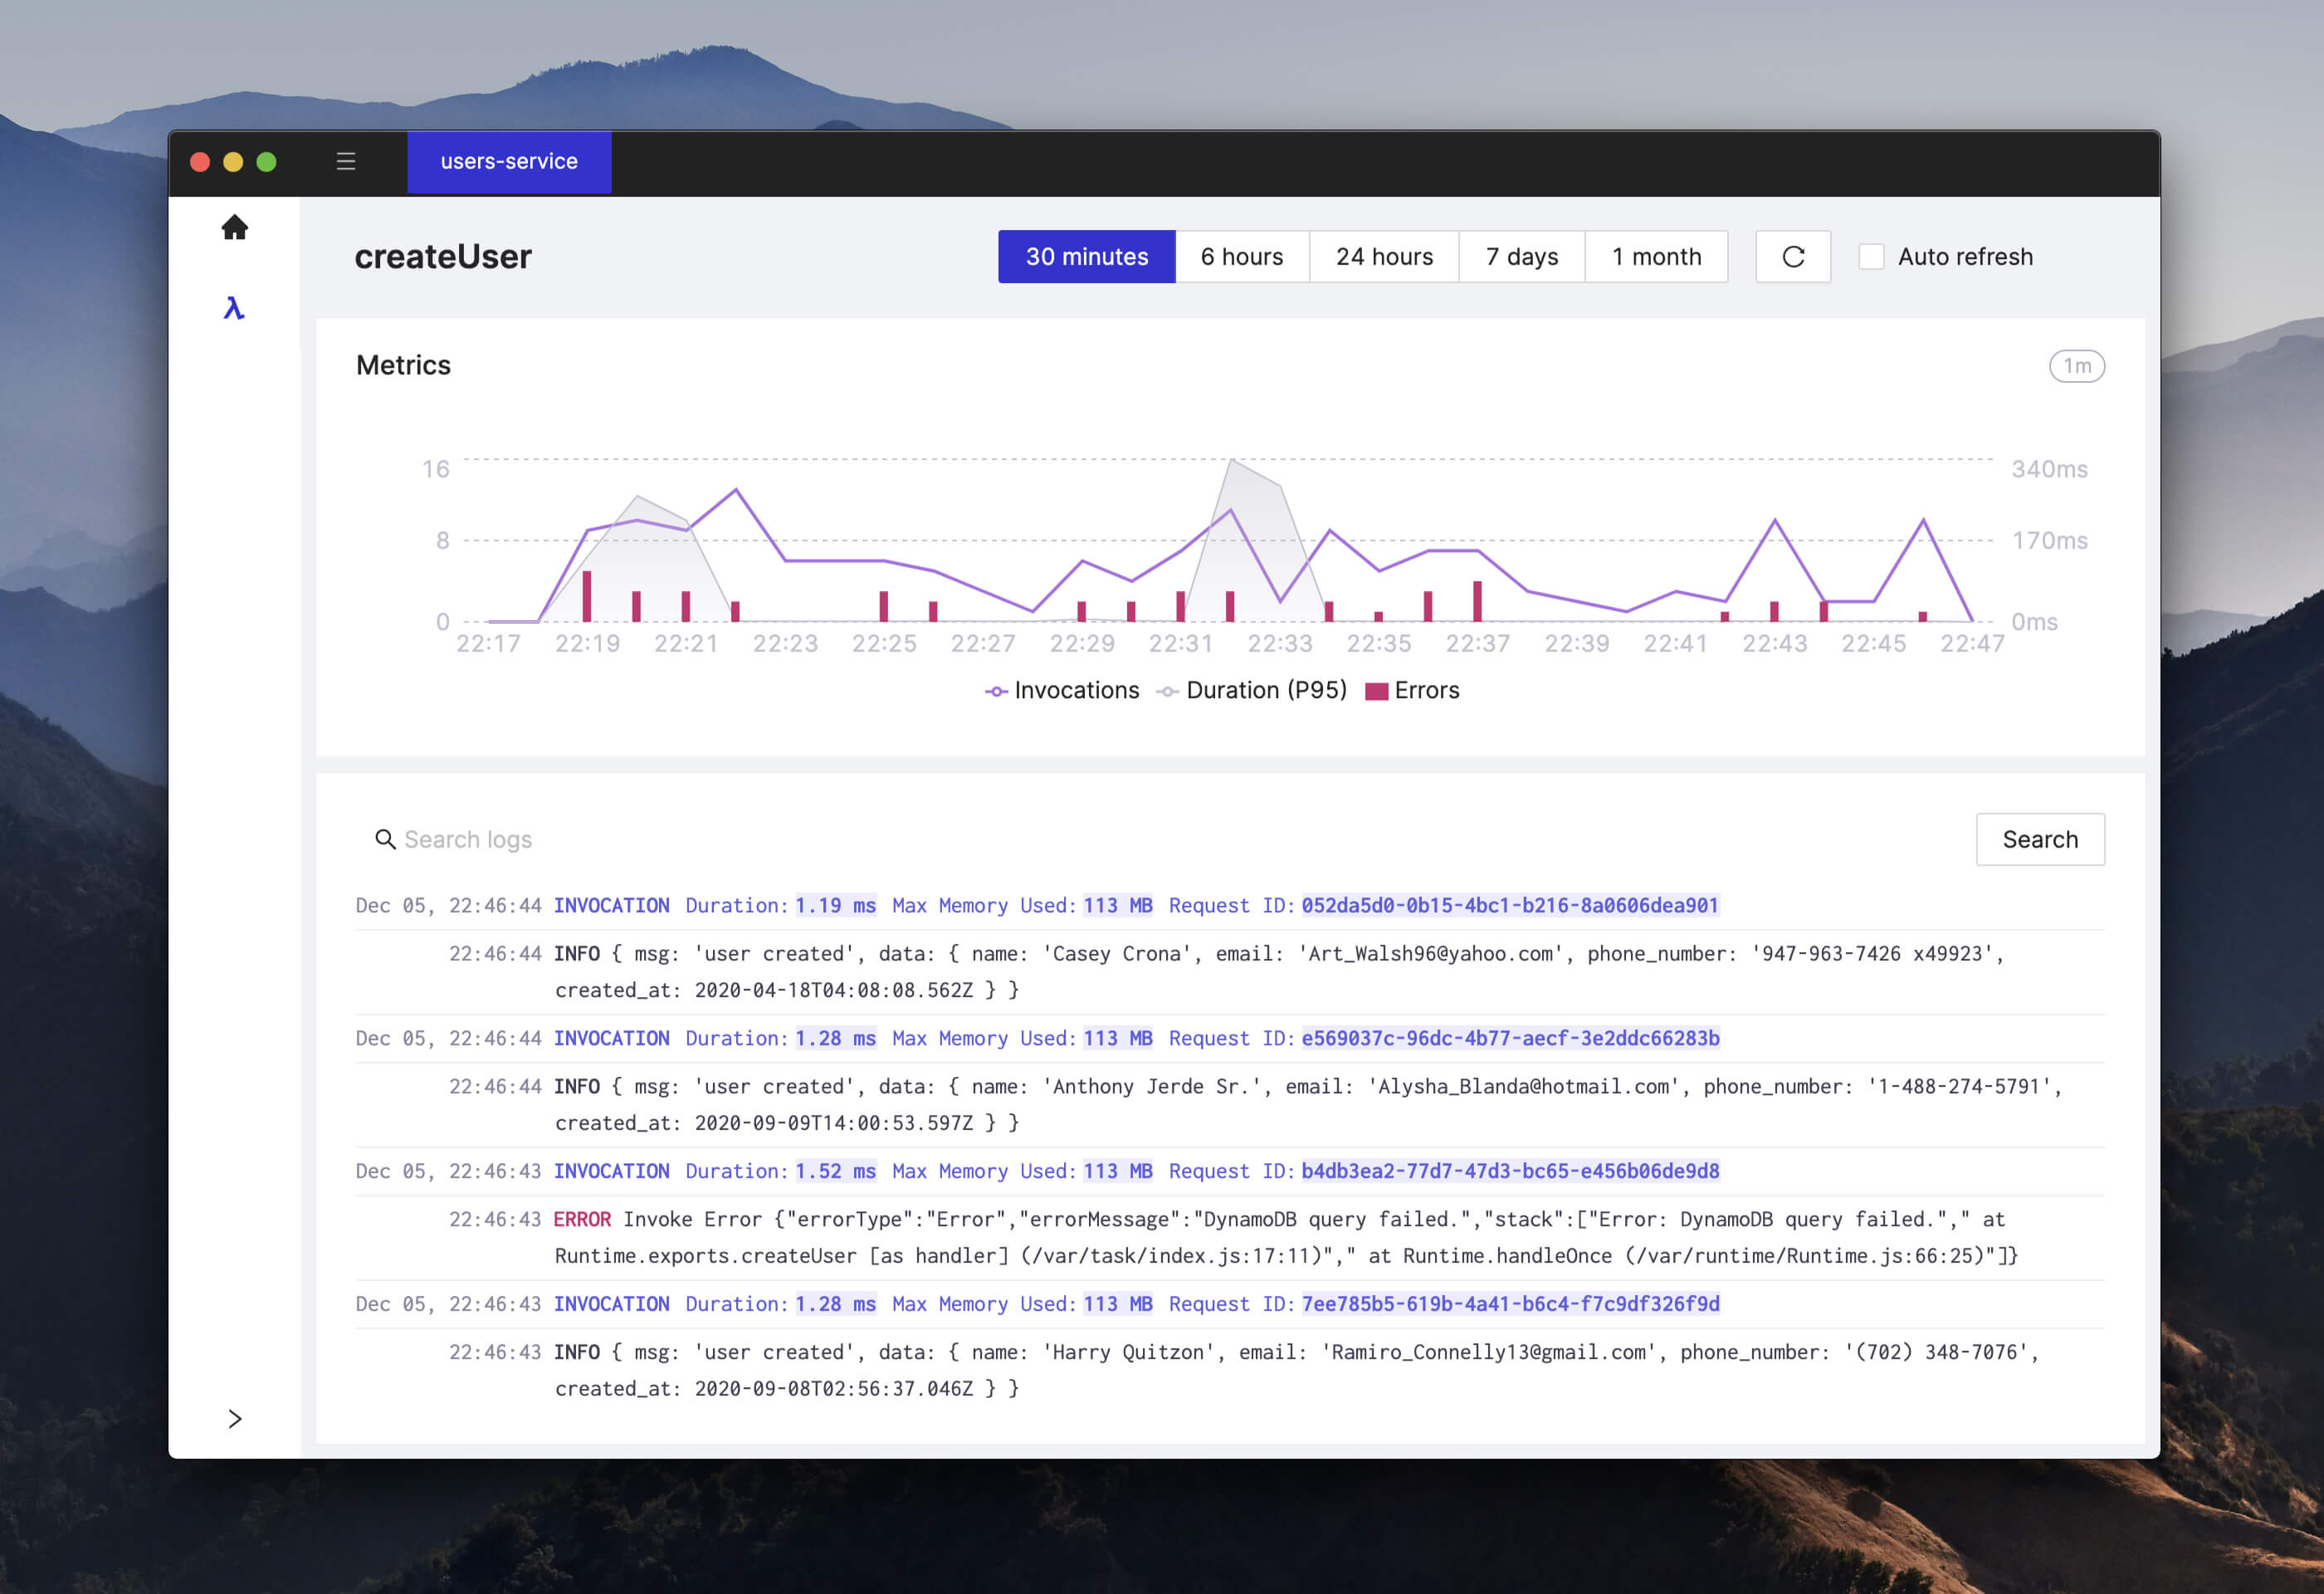 users-service
createUser
30 minutes 6 hours 24 hours 7 days 1 month Auto refresh
λ
Metrics
1m
16 340ms
8 170ms
0 0ms
22:17 22:19 22:21 22:23 22:25 22:27 22:29 22:31 22:33 22:35 22:37 22:39 22:41 22:43 22:45 22:47
Invocations Duration (P95) Errors
Search logs Search
Dec 05, 22:46:44 INVOCATION Duration: 1.19 ms Max Memory Used: 113 MB Request ID: 052da5d0-0b15-4bc1-b216-8a0606dea901
22:46:44 INFO { msg: 'user created', data: { name: 'Casey Crona', email: 'Art_Walsh96@yahoo.com', phone_number: '947-963-7426 x49923',
created_at: 2020-04-18T04:08:08.562Z } }
Dec 05, 22:46:44 INVOCATION Duration: 1.28 ms Max Memory Used: 113 MB Request ID: e569037c-96dc-4b77-aecf-3e2ddc66283b
22:46:44 INFO { msg: 'user created', data: { name: 'Anthony Jerde Sr.', email: 'Alysha_Blanda@hotmail.com', phone_number: '1-488-274-5791',
created_at: 2020-09-09T14:00:53.597Z } }
Dec 05, 22:46:43 INVOCATION Duration: 1.52 ms Max Memory Used: 113 MB Request ID: b4db3ea2-77d7-47d3-bc65-e456b06de9d8
22:46:43 ERROR Invoke Error {"errorType":"Error","errorMessage":"DynamoDB query failed.","stack":["Error: DynamoDB query failed."," at
Runtime.exports.createUser [as handler] (/var/task/index.js:17:11)"," at Runtime.handleOnce (/var/runtime/Runtime.js:66:25)"]}
Dec 05, 22:46:43 INVOCATION Duration: 1.28 ms Max Memory Used: 113 MB Request ID: 7ee785b5-619b-4a41-b6c4-f7c9df326f9d
22:46:43 INFO { msg: 'user created', data: { name: 'Harry Quitzon', email: 'Ramiro_Connelly13@gmail.com', phone_number: '(702) 348-7076',
created_at: 2020-09-08T02:56:37.046Z } }